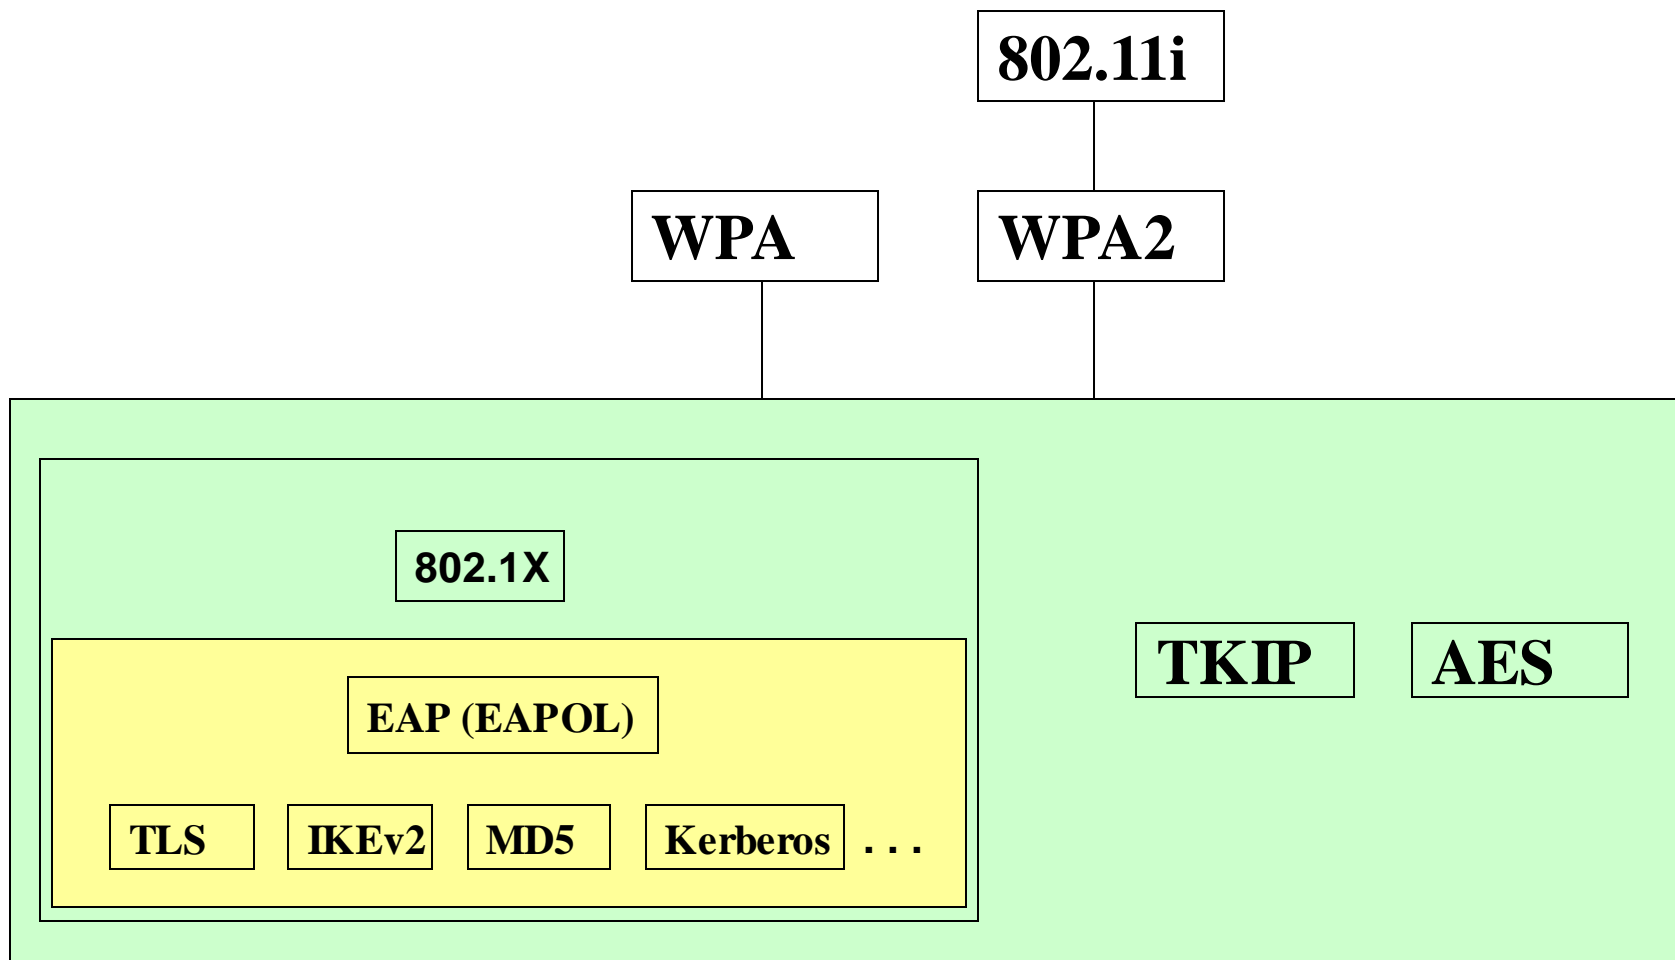 802.11i
WPA WPA2
802.1X
TKIP AES
EAP (EAPOL)
TLS IKEv2 MD5 Kerberos . . .